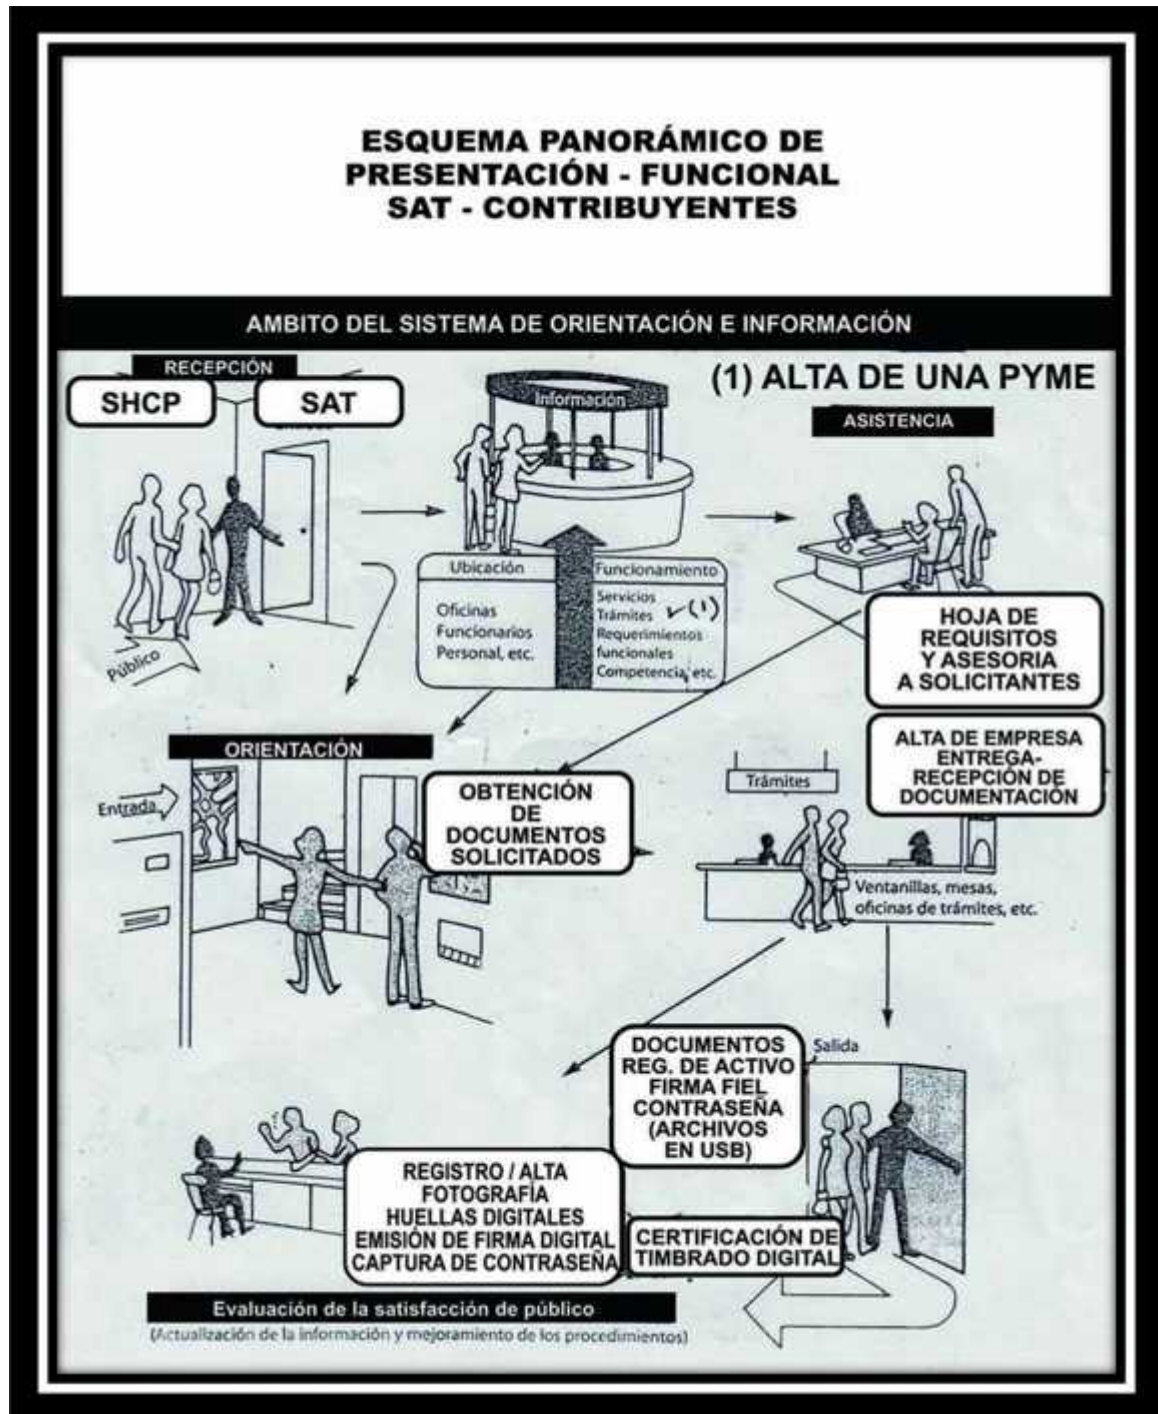 ESQUEMA PANORÁMICO DE
PRESENTACIÓN - FUNCIONAL
SAT - CONTRIBUYENTES
AMBITO DEL SISTEMA DE ORIENTACIÓN E INFORMACIÓN
RECEPCIÓN
SHCP
SAT
Información
(1) ALTA DE UNA PYME
ASISTENCIA
Público
Ubicación
Oficinas
Funcionarios
Personal, etc.
Funcionamiento
Servicios
Trámites ✓(1)
Requerimientos
funcionales
Competencia, etc.
HOJA DE
REQUISITOS
Y ASESORIA
A SOLICITANTES
ALTA DE EMPRESA
ENTREGA-
RECEPCIÓN DE
DOCUMENTACIÓN
ORIENTACIÓN
Entrada
OBTENCIÓN
DE
DOCUMENTOS
SOLICITADOS
Trámites
Ventanillas, mesas,
oficinas de trámites, etc.
DOCUMENTOS
REG. DE ACTIVO
FIRMA FIEL
CONTRASEÑA
(ARCHIVOS
EN USB)
Salida
REGISTRO / ALTA
FOTOGRAFÍA
HUELLAS DIGITALES
EMISIÓN DE FIRMA DIGITAL
CAPTURA DE CONTRASEÑA
CERTIFICACIÓN DE
TIMBRADO DIGITAL
Evaluación de la satisfacción de público
(Actualización de la información y mejoramiento de los procedimientos)